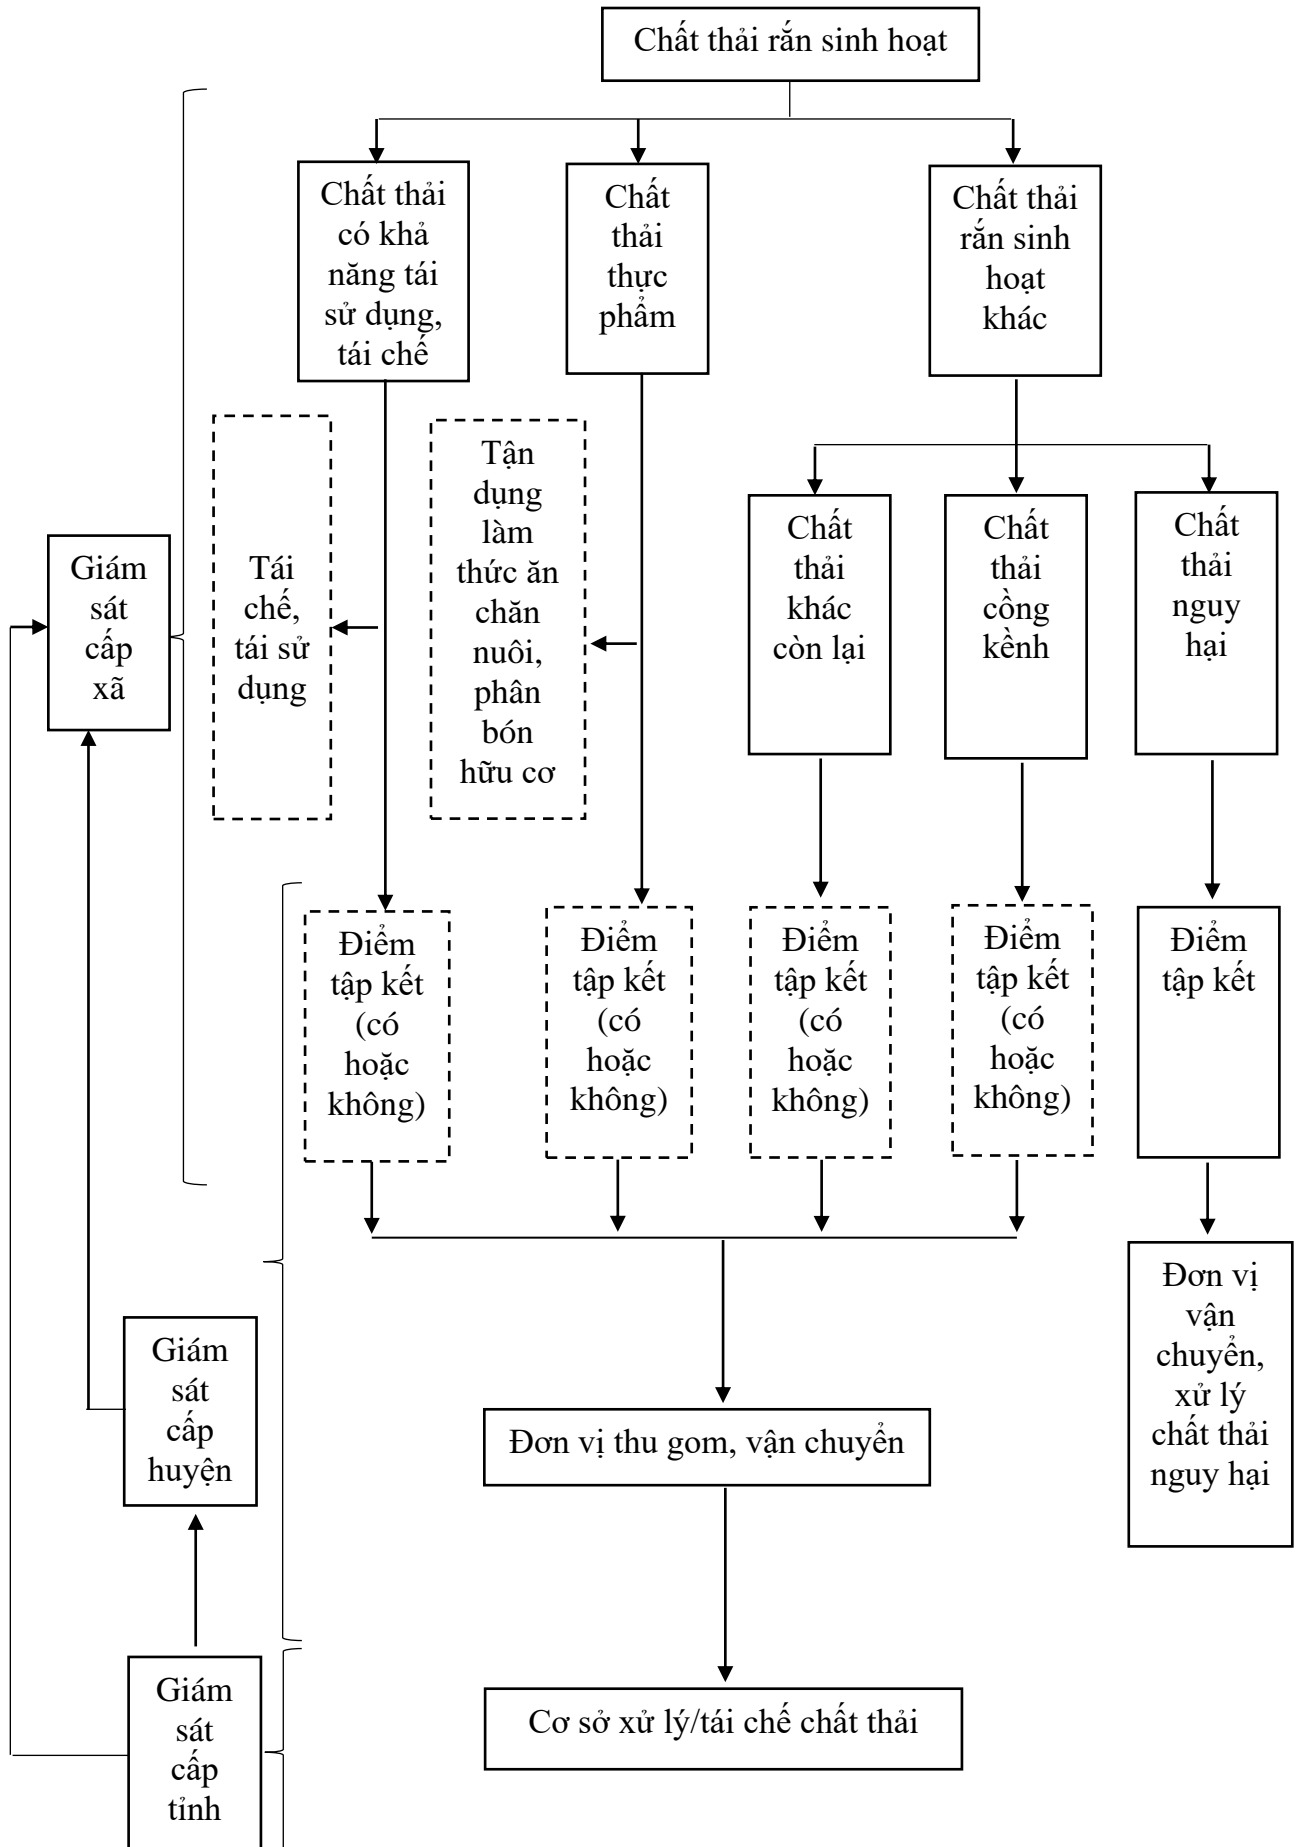 Chất thải rắn sinh hoạt
Chất thải
có khả
năng tái
sử dụng,
tái chế
Chất
thải
thực
phẩm
Chất thải
rắn sinh
hoạt
khác
Tái
chế,
tái sử
dụng
Tận
dụng
làm
thức ăn
chăn
nuôi,
phân
bón
hữu cơ
Chất
thải
khác
còn lại
Chất
thải
cồng
kềnh
Chất
thải
nguy
hại
Giám
sát
cấp
xã
Điểm
tập kết
(có
hoặc
không)
Điểm
tập kết
(có
hoặc
không)
Điểm
tập kết
(có
hoặc
không)
Điểm
tập kết
(có
hoặc
không)
Điểm
tập kết
Đơn vị
vận
chuyển,
xử lý
chất thải
nguy hại
Giám
sát
cấp
huyện
Đơn vị thu gom, vận chuyển
Giám
sát
cấp
tỉnh
Cơ sở xử lý/tái chế chất thải